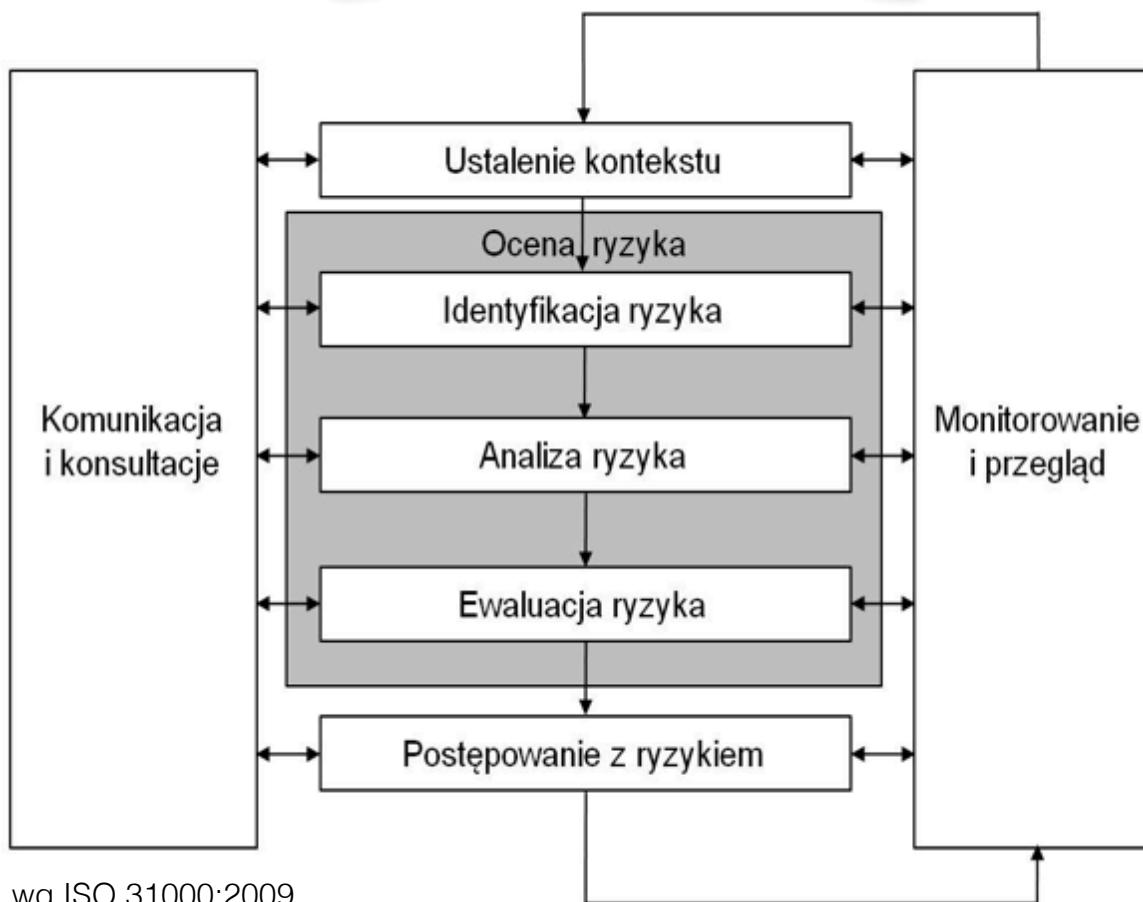 Ustalenie kontekstu
Ocena ryzyka
Identyfikacja ryzyka
Komunikacja
i konsultacje
Analiza ryzyka
Monitorowanie
i przegląd
Ewaluacja ryzyka
Postępowanie z ryzykiem
wg ISO 31000:2009